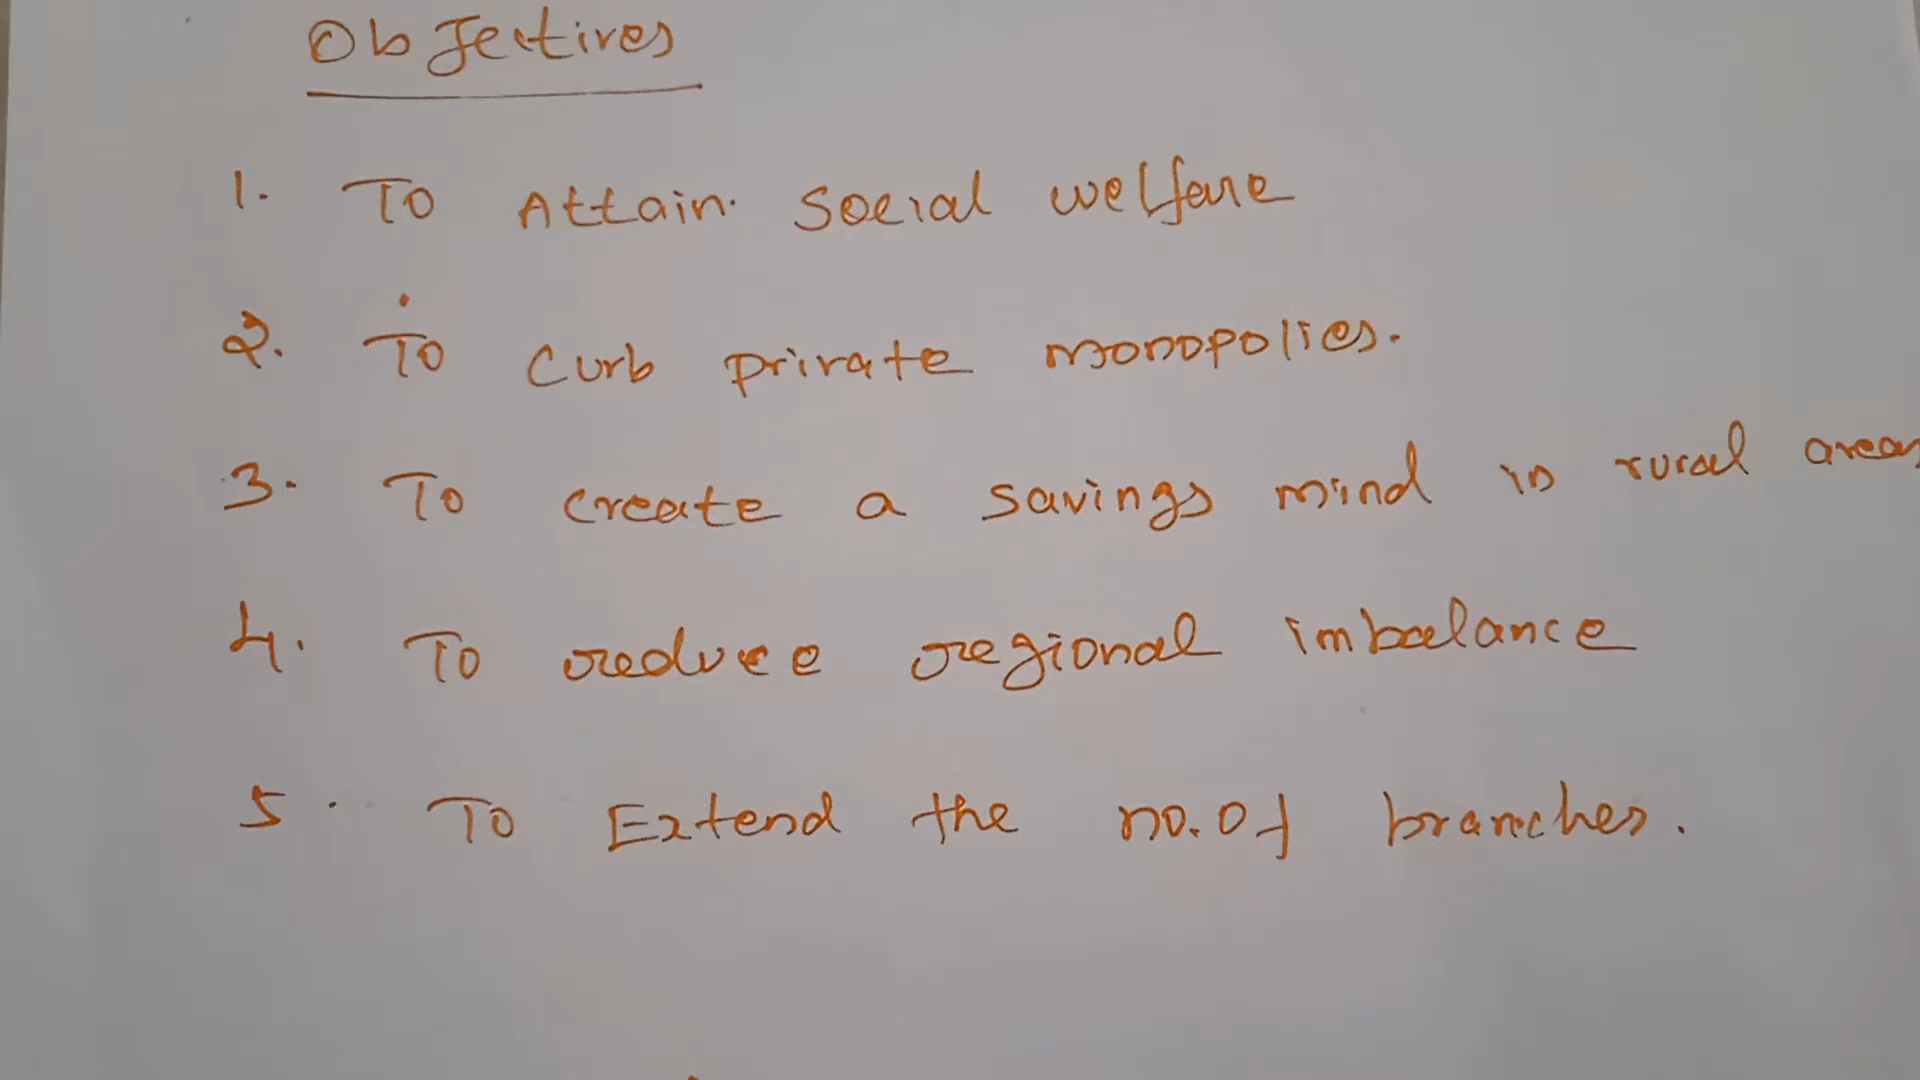 Objectives
1. To Attain. Social welfare
2. To Curb private monopolies.
3. To create a savings mind in rural areas
4. To reduce regional imbalance
5. To Extend the no. of branches.